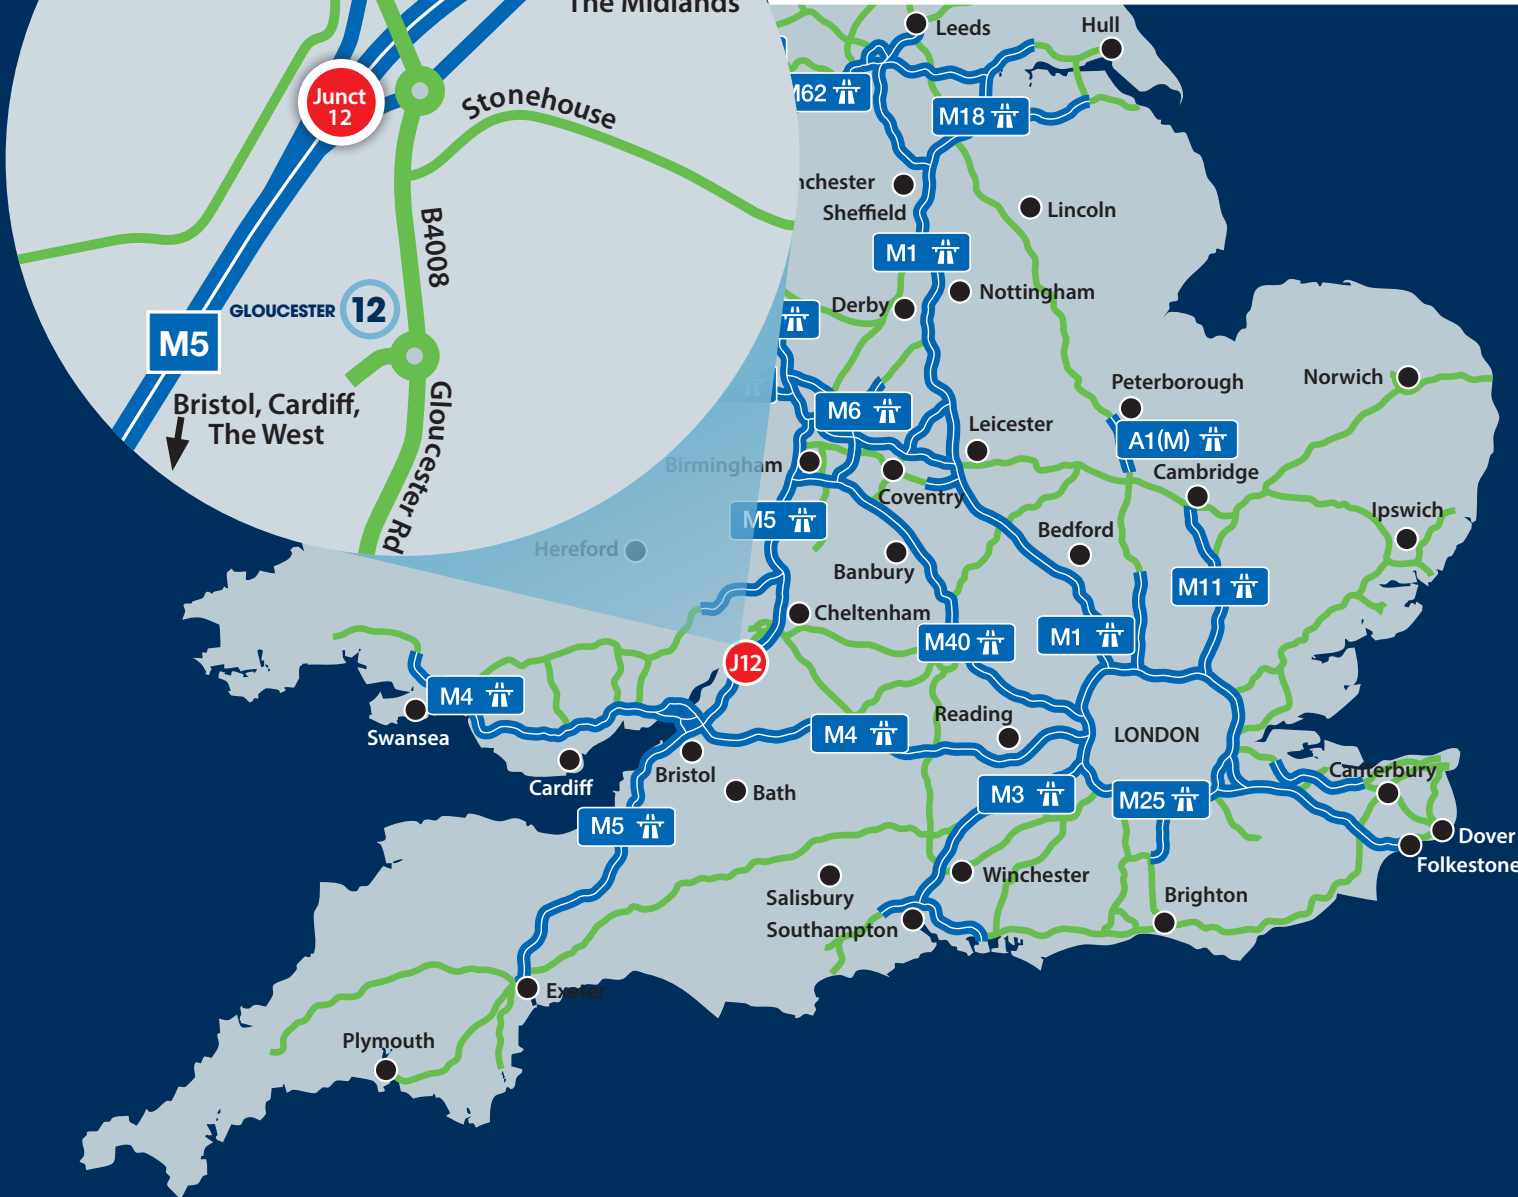 The Midlands
Junct
12
Stonehouse
B4008
GLOUCESTER 12
M5
Bristol, Cardiff,
The West
Gloucester Rd
Leeds
Hull
M62
M18
Sheffield
Lincoln
M1
Derby
Nottingham
Peterborough
Norwich
M6
Leicester
A1(M)
Birmingham
Cambridge
Coventry
M5
Ipswich
Bedford
Hereford
Banbury
M11
Cheltenham
M40
M1
J12
M4
Swansea
Reading
M4
LONDON
Cardiff
Bristol
Bath
Canterbury
M3
M25
M5
Dover
Folkestone
Winchester
Salisbury
Brighton
Southampton
Exeter
Plymouth